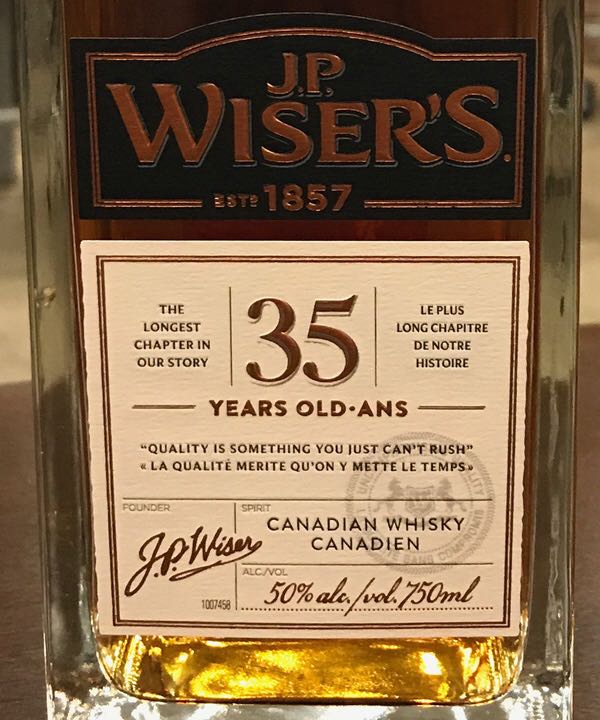 J.P.
WISER'S.
ESTD 1857
THE
LONGEST
CHAPTER IN
OUR STORY
35
LE PLUS
LONG CHAPITRE
DE NOTRE
HISTOIRE
YEARS OLD·ANS
"QUALITY IS SOMETHING YOU JUST CAN'T RUSH"
« LA QUALITÉ MERITE QU'ON Y METTE LE TEMPS»
FOUNDER
J.P. Wiser
1007458
SPIRIT
CANADIAN WHISKY
CANADIEN
ALC./VOL
50% alc./vol. 750ml